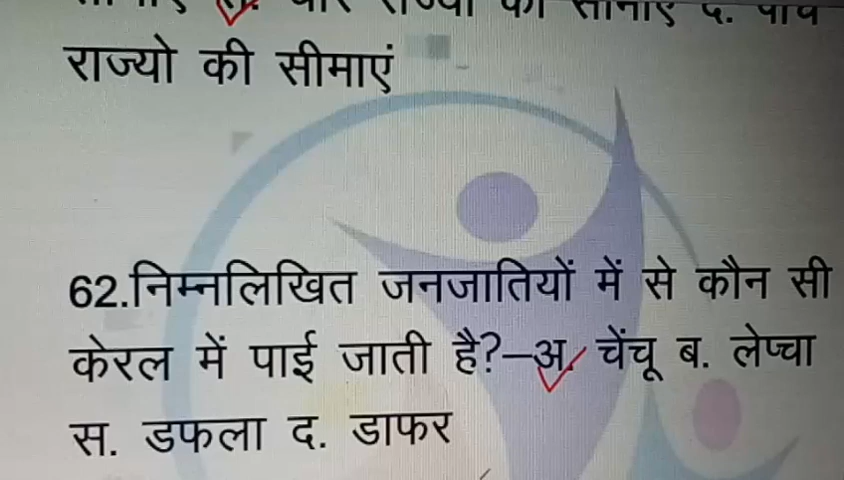 सीमाएं स. चार राज्यो की सीमाएं द. पांच
राज्यो की सीमाएं
62.निम्नलिखित जनजातियों में से कौन सी
केरल में पाई जाती है?–अ. चेंचू ब. लेप्चा
स. डफला द. डाफर